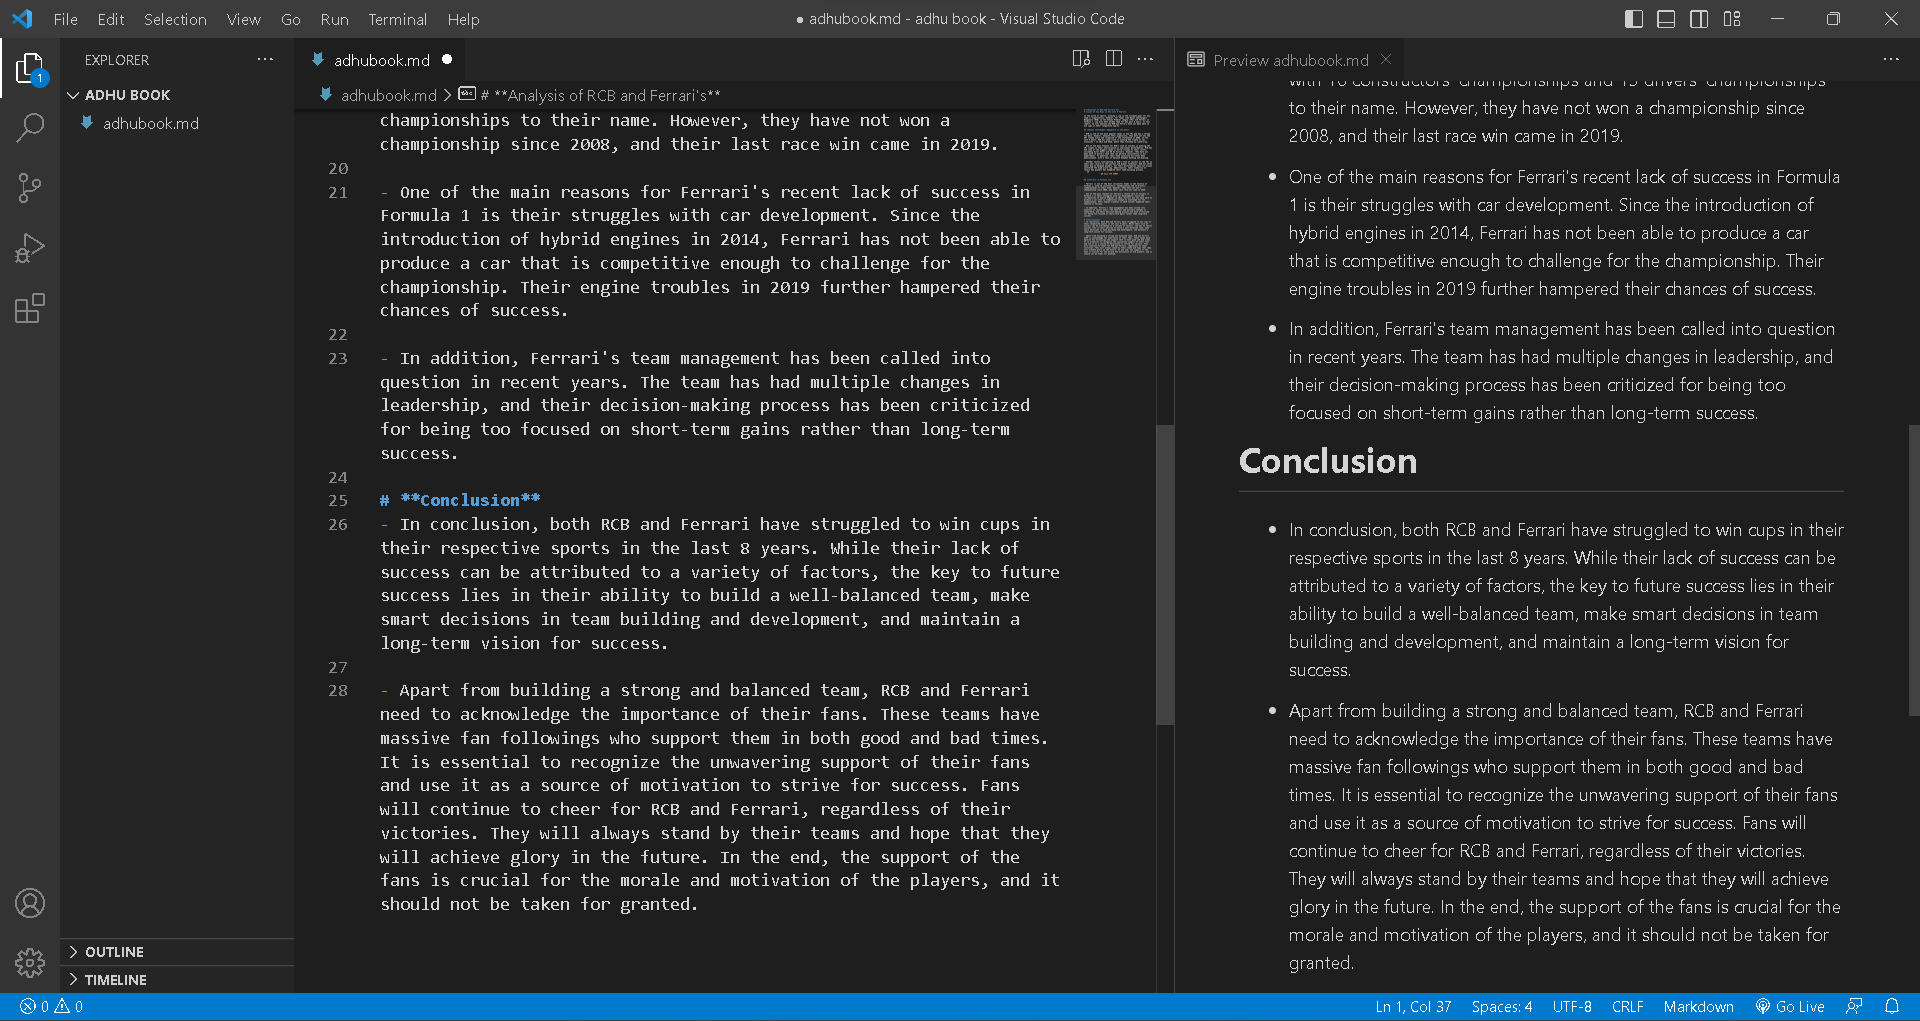 File Edit Selection View Go Run Terminal Help
● adhubook.md - adhu book - Visual Studio Code
EXPLORER
ADHU BOOK
adhubook.md
OUTLINE
TIMELINE
1
adhubook.md
adhubook.md > # **Analysis of RCB and Ferrari's**
championships to their name. However, they have not won a
championship since 2008, and their last race win came in 2019.
20
21 - One of the main reasons for Ferrari's recent lack of success in
Formula 1 is their struggles with car development. Since the
introduction of hybrid engines in 2014, Ferrari has not been able to
produce a car that is competitive enough to challenge for the
championship. Their engine troubles in 2019 further hampered their
chances of success.
22
23 - In addition, Ferrari's team management has been called into
question in recent years. The team has had multiple changes in
leadership, and their decision-making process has been criticized
for being too focused on short-term gains rather than long-term
success.
24
25 # **Conclusion**
26 - In conclusion, both RCB and Ferrari have struggled to win cups in
their respective sports in the last 8 years. While their lack of
success can be attributed to a variety of factors, the key to future
success lies in their ability to build a well-balanced team, make
smart decisions in team building and development, and maintain a
long-term vision for success.
27
28 - Apart from building a strong and balanced team, RCB and Ferrari
need to acknowledge the importance of their fans. These teams have
massive fan followings who support them in both good and bad times.
It is essential to recognize the unwavering support of their fans
and use it as a source of motivation to strive for success. Fans
will continue to cheer for RCB and Ferrari, regardless of their
victories. They will always stand by their teams and hope that they
will achieve glory in the future. In the end, the support of the
fans is crucial for the morale and motivation of the players, and it
should not be taken for granted.
Preview adhubook.md
with 16 constructors' championships and 15 drivers' championships
to their name. However, they have not won a championship since
2008, and their last race win came in 2019.
• One of the main reasons for Ferrari's recent lack of success in Formula
1 is their struggles with car development. Since the introduction of
hybrid engines in 2014, Ferrari has not been able to produce a car
that is competitive enough to challenge for the championship. Their
engine troubles in 2019 further hampered their chances of success.
• In addition, Ferrari's team management has been called into question
in recent years. The team has had multiple changes in leadership, and
their decision-making process has been criticized for being too
focused on short-term gains rather than long-term success.
Conclusion
• In conclusion, both RCB and Ferrari have struggled to win cups in their
respective sports in the last 8 years. While their lack of success can be
attributed to a variety of factors, the key to future success lies in their
ability to build a well-balanced team, make smart decisions in team
building and development, and maintain a long-term vision for
success.
• Apart from building a strong and balanced team, RCB and Ferrari
need to acknowledge the importance of their fans. These teams have
massive fan followings who support them in both good and bad
times. It is essential to recognize the unwavering support of their fans
and use it as a source of motivation to strive for success. Fans will
continue to cheer for RCB and Ferrari, regardless of their victories.
They will always stand by their teams and hope that they will achieve
glory in the future. In the end, the support of the fans is crucial for the
morale and motivation of the players, and it should not be taken for
granted.
0 0
Ln 1, Col 37 Spaces: 4 UTF-8 CRLF Markdown Go Live